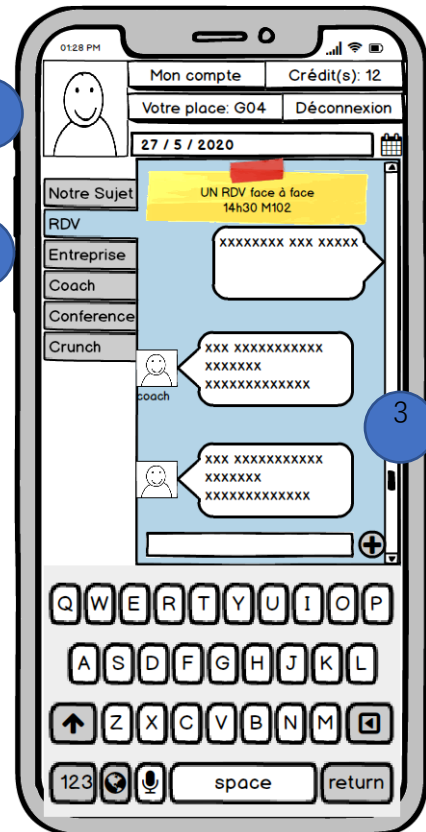 01:28 PM
Mon compte
Crédit(s): 12
Votre place: G04
Déconnexion
27 / 5 / 2020
Notre Sujet
RDV
Entreprise
Coach
Conference
Crunch
UN RDV face à face
14h30 M102
xxxxxxxx xxx xxxxx
xxx xxxxxxxxxxx
xxxxxxx
xxxxxxxxxxxxx
coach
3
xxx xxxxxxxxxxx
xxxxxxx
xxxxxxxxxxxxx
Q W E R T Y U I O P
A S D F G H J K L
Z X C V B N M
123 space return